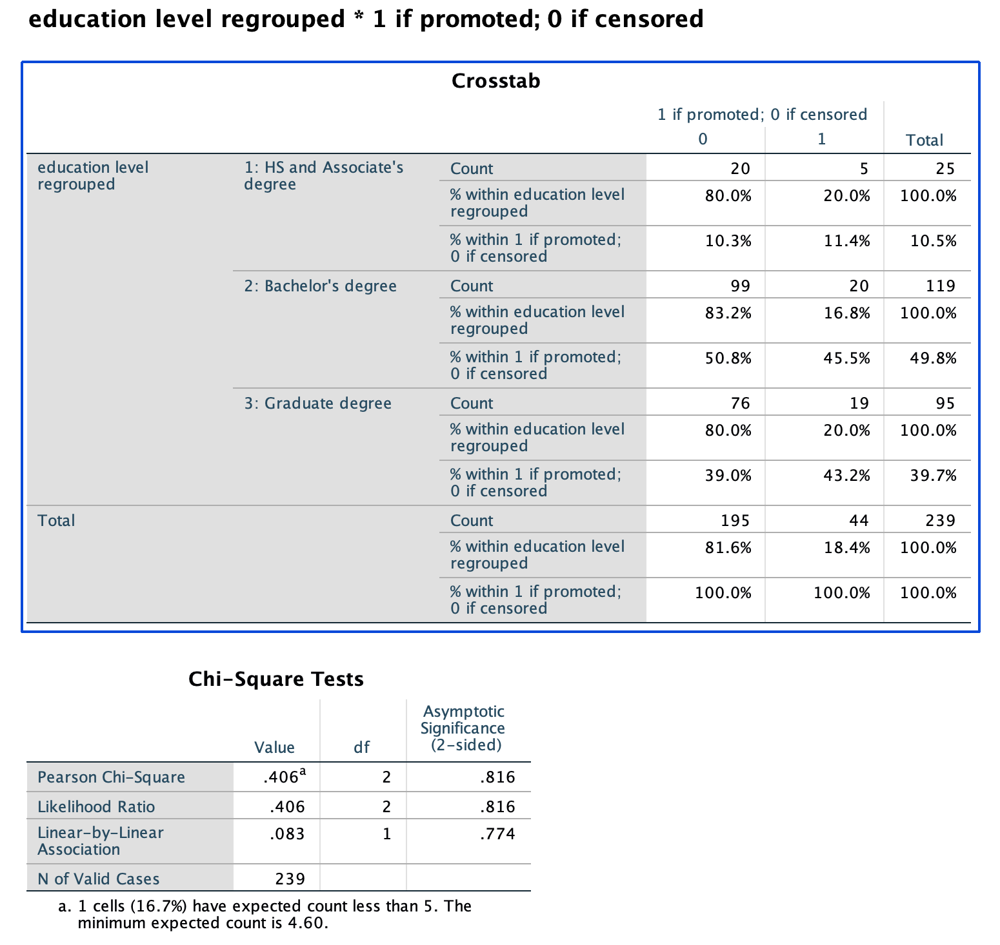 education level regrouped * 1 if promoted; 0 if censored
Crosstab
1 if promoted; 0 if censored
0 1 Total
education level regrouped 1: HS and Associate's degree Count 20 5 25
% within education level regrouped 80.0% 20.0% 100.0%
% within 1 if promoted; 0 if censored 10.3% 11.4% 10.5%
2: Bachelor's degree Count 99 20 119
% within education level regrouped 83.2% 16.8% 100.0%
% within 1 if promoted; 0 if censored 50.8% 45.5% 49.8%
3: Graduate degree Count 76 19 95
% within education level regrouped 80.0% 20.0% 100.0%
% within 1 if promoted; 0 if censored 39.0% 43.2% 39.7%
Total Count 195 44 239
% within education level regrouped 81.6% 18.4% 100.0%
% within 1 if promoted; 0 if censored 100.0% 100.0% 100.0%
Chi-Square Tests
Value df Asymptotic Significance (2-sided)
Pearson Chi-Square .406a 2 .816
Likelihood Ratio .406 2 .816
Linear-by-Linear Association .083 1 .774
N of Valid Cases 239
a. 1 cells (16.7%) have expected count less than 5. The
minimum expected count is 4.60.